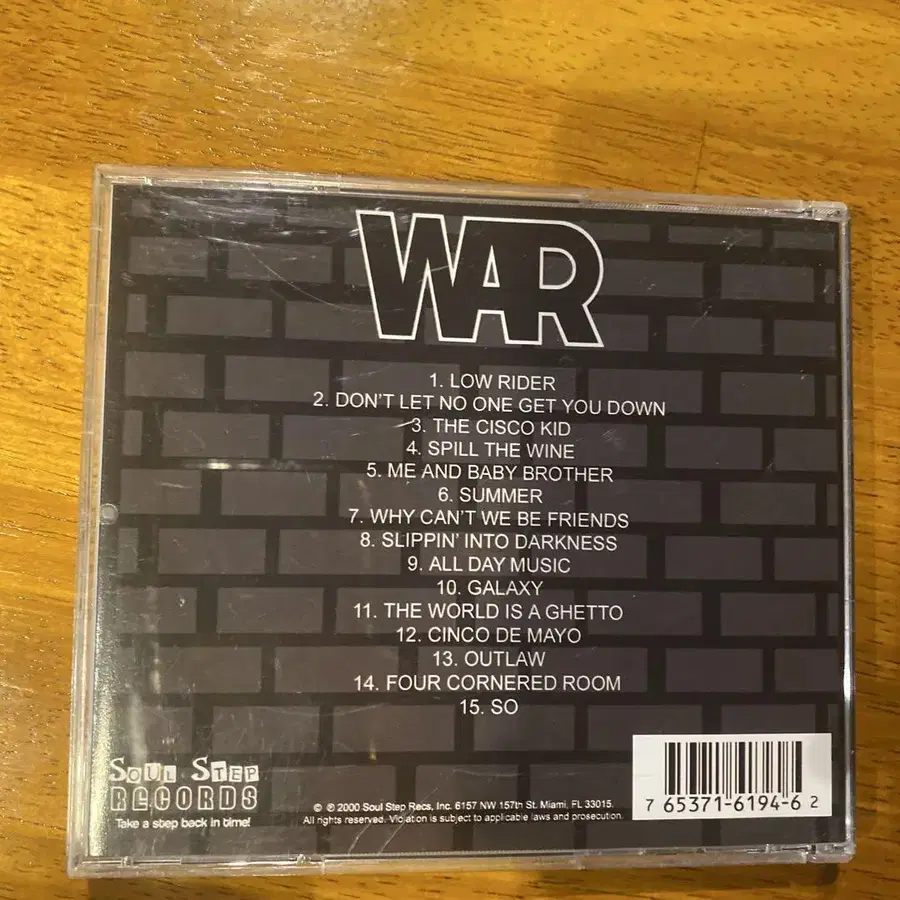 WAR
1. LOW RIDER
2. DON'T LET NO ONE GET YOU DOWN
3. THE CISCO KID
4. SPILL THE WINE
5. ME AND BABY BROTHER
6. SUMMER
7. WHY CAN'T WE BE FRIENDS
8. SLIPPIN' INTO DARKNESS
9. ALL DAY MUSIC
10. GALAXY
11. THE WORLD IS A GHETTO
12. CINCO DE MAYO
13. OUTLAW
14. FOUR CORNERED ROOM
15. SO
SOUL STEP
RECORDS
Take a step back in time!
© ℗ 2000 Soul Step Recs, Inc. 6157 NW 157th St. Miami, FL 33015.
All rights reserved. Violation is subject to applicable laws and prosecution.
7 65371-6194-6 2